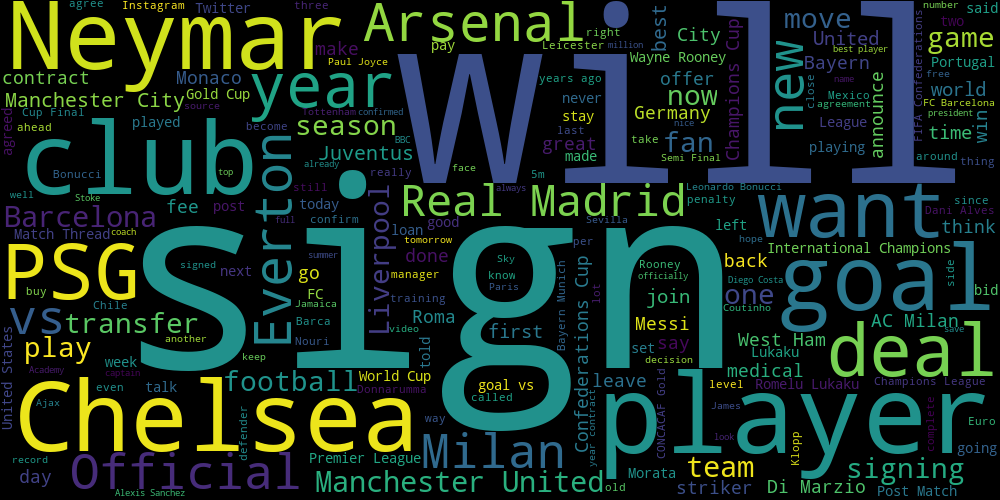 agree
Instagram
Twitter
three
Neymar
Arsenal
Will
best
move
two
said
number
make
Paul Joyce
pay
right
million
Leicester
City
Wayne Rooney
United
game
best player
contract
Monaco
Gold Cup
source
year
years ago
offer
new
Bayern
close
name
Portugal
Manchester City
Cup Final
played
Tottenham
confirmed
never
now
Champions Cup
Mexico
agreement
world
free
FC Barcelona
president
agreed
ahead
become
season
BBC
stay
Germany
fan
nice
League
announce
FIFA Confederations
win
time
club
Everton
Juventus
great
last
take
Semi Final
playing
around
thing
Bonucci
already
really
made
top
still
face
5m
always
Leonardo Bonucci
well
Stoke
Barcelona
fee
post
today
Liverpool
Real Madrid
penalty
want
since
Dani Alves
Match Thread
coach
full
confirm
loan
good
Sevilla
left
think
PSG
sign
tomorrow
done
per
hope
back
International Champions
signed
next
summer
go
manager
Sky
know
Paris
Confederations Cup
Bayern Munich
lot
Rooney
officially
Diego Costa
one
goal
side
bid
buy
Chile
FC
Jamaica
training
join
Coutinho
vs
transfer
Barca
video
Roma
first
Messi
AC Milan
save
United States
another
Nouri
told
set
say
West Ham
deal
play
week
keep
decision
Lukaku
medical
Academy
captain
football
World Cup
Donnarumma
goal vs
called
leave
level
Romelu Lukaku
Champions League
Chelsea
even
talk
Ajax
way
year contract
CONCACAF Gold
James
player
complete
Euro
defender
Premier League
Milan
look
Klopp
Post Match
going
record
day
Official
Manchester United
Morata
team
signing
striker
old
Di Marzio
Alexis Sanchez